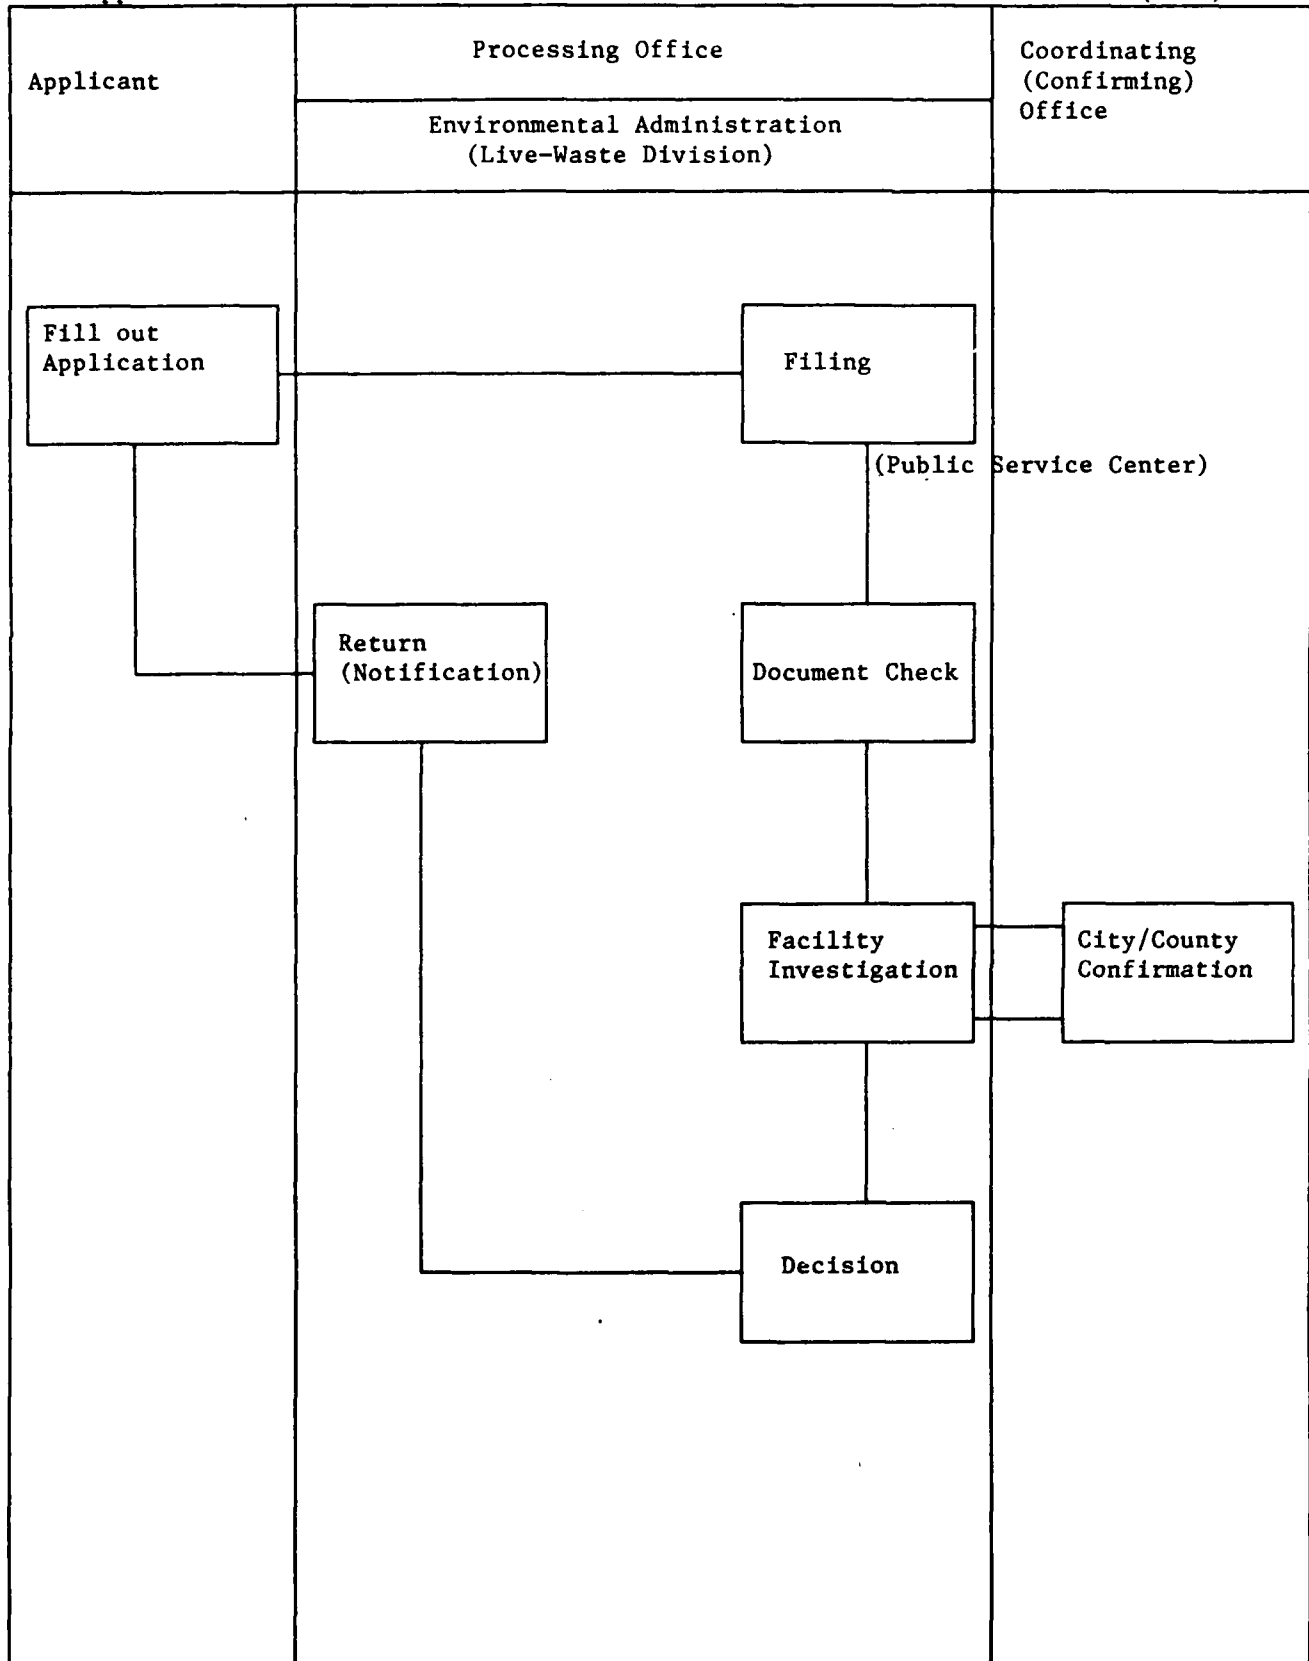 Applicant
Processing Office
Environmental Administration
(Live-Waste Division)
Coordinating
(Confirming)
Office
Fill out
Application
Filing
(Public Service Center)
Return
(Notification)
Document Check
Facility
Investigation
City/County
Confirmation
Decision